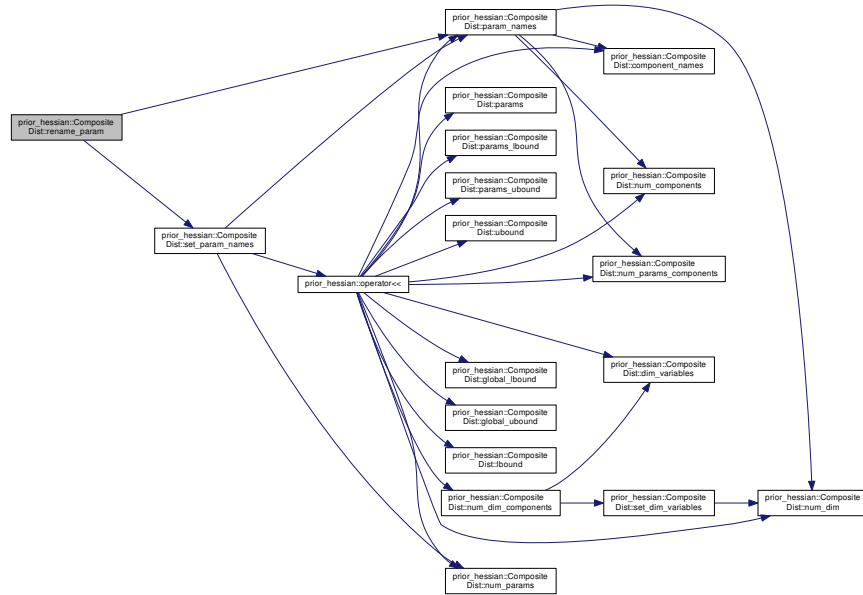 prior_hessian::Composite
Dist::param_names
prior_hessian::Composite
Dist::component_names
prior_hessian::Composite
Dist::params
prior_hessian::Composite
Dist::rename_param
prior_hessian::Composite
Dist::params_lbound
prior_hessian::Composite
Dist::num_components
prior_hessian::Composite
Dist::params_ubound
prior_hessian::Composite
Dist::ubound
prior_hessian::Composite
Dist::set_param_names
prior_hessian::Composite
Dist::num_params_components
prior_hessian::operator<<
prior_hessian::Composite
Dist::global_lbound
prior_hessian::Composite
Dist::dim_variables
prior_hessian::Composite
Dist::global_ubound
prior_hessian::Composite
Dist::lbound
prior_hessian::Composite
Dist::num_dim_components
prior_hessian::Composite
Dist::set_dim_variables
prior_hessian::Composite
Dist::num_dim
prior_hessian::Composite
Dist::num_params